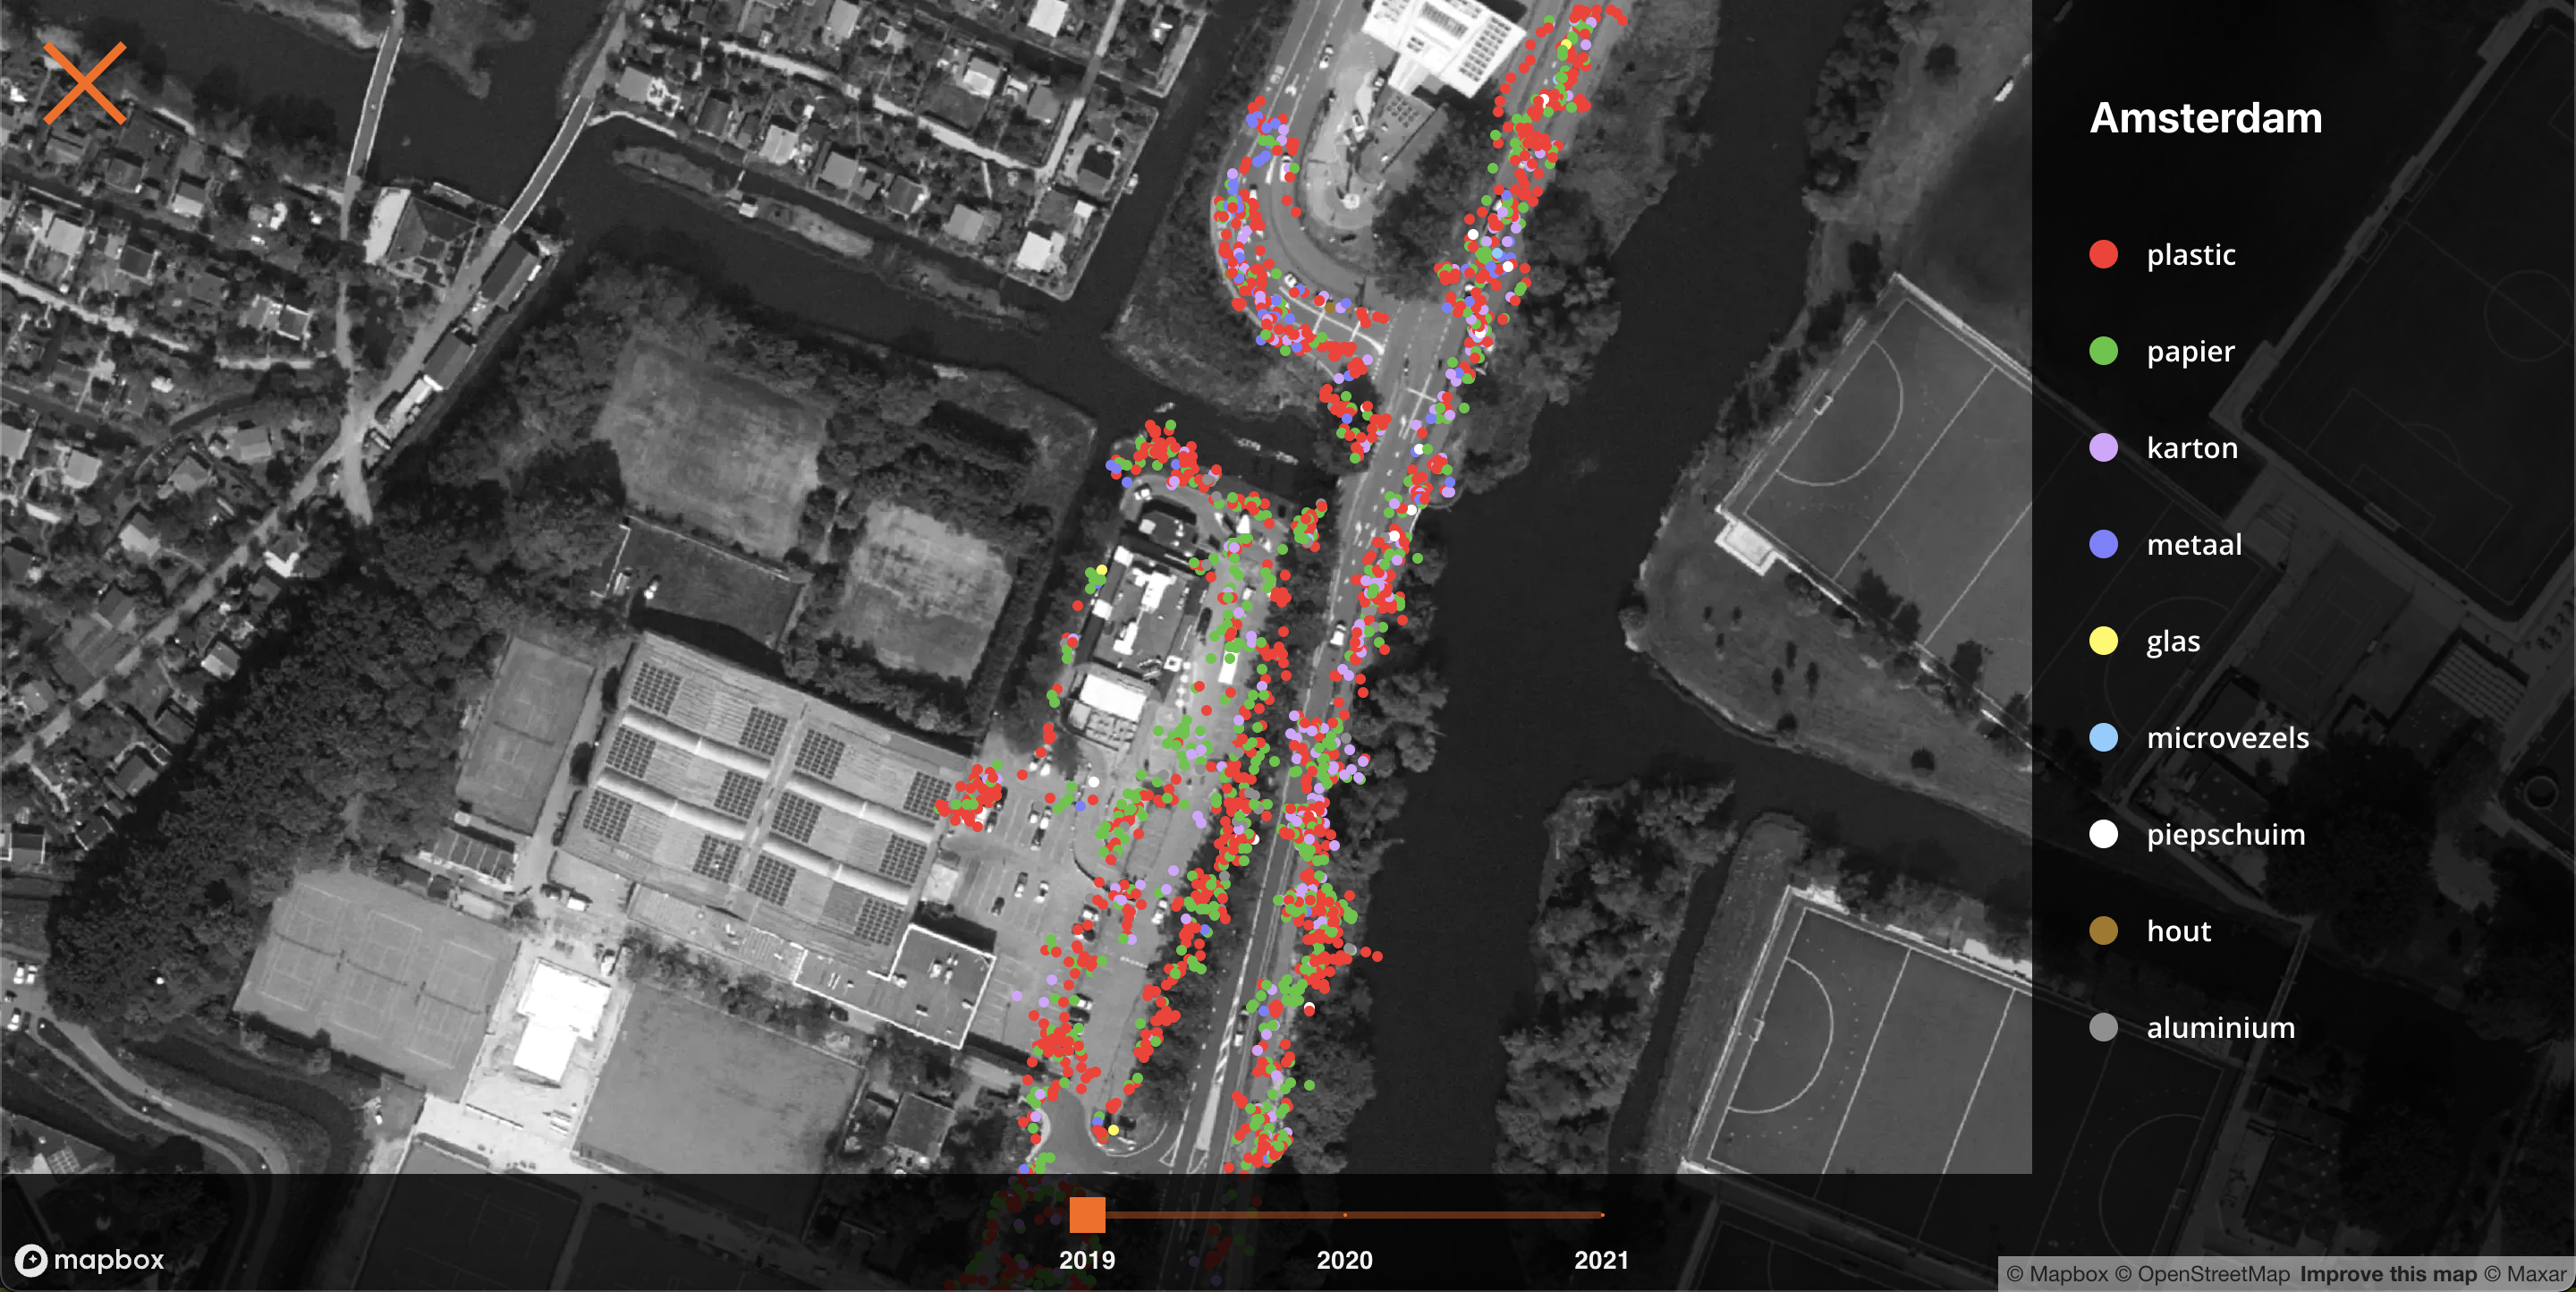 Amsterdam
plastic
papier
karton
metaal
glas
microvezels
piepschuim
hout
aluminium
2019 2020 2021
mapbox
© Mapbox © OpenStreetMap Improve this map © Maxar